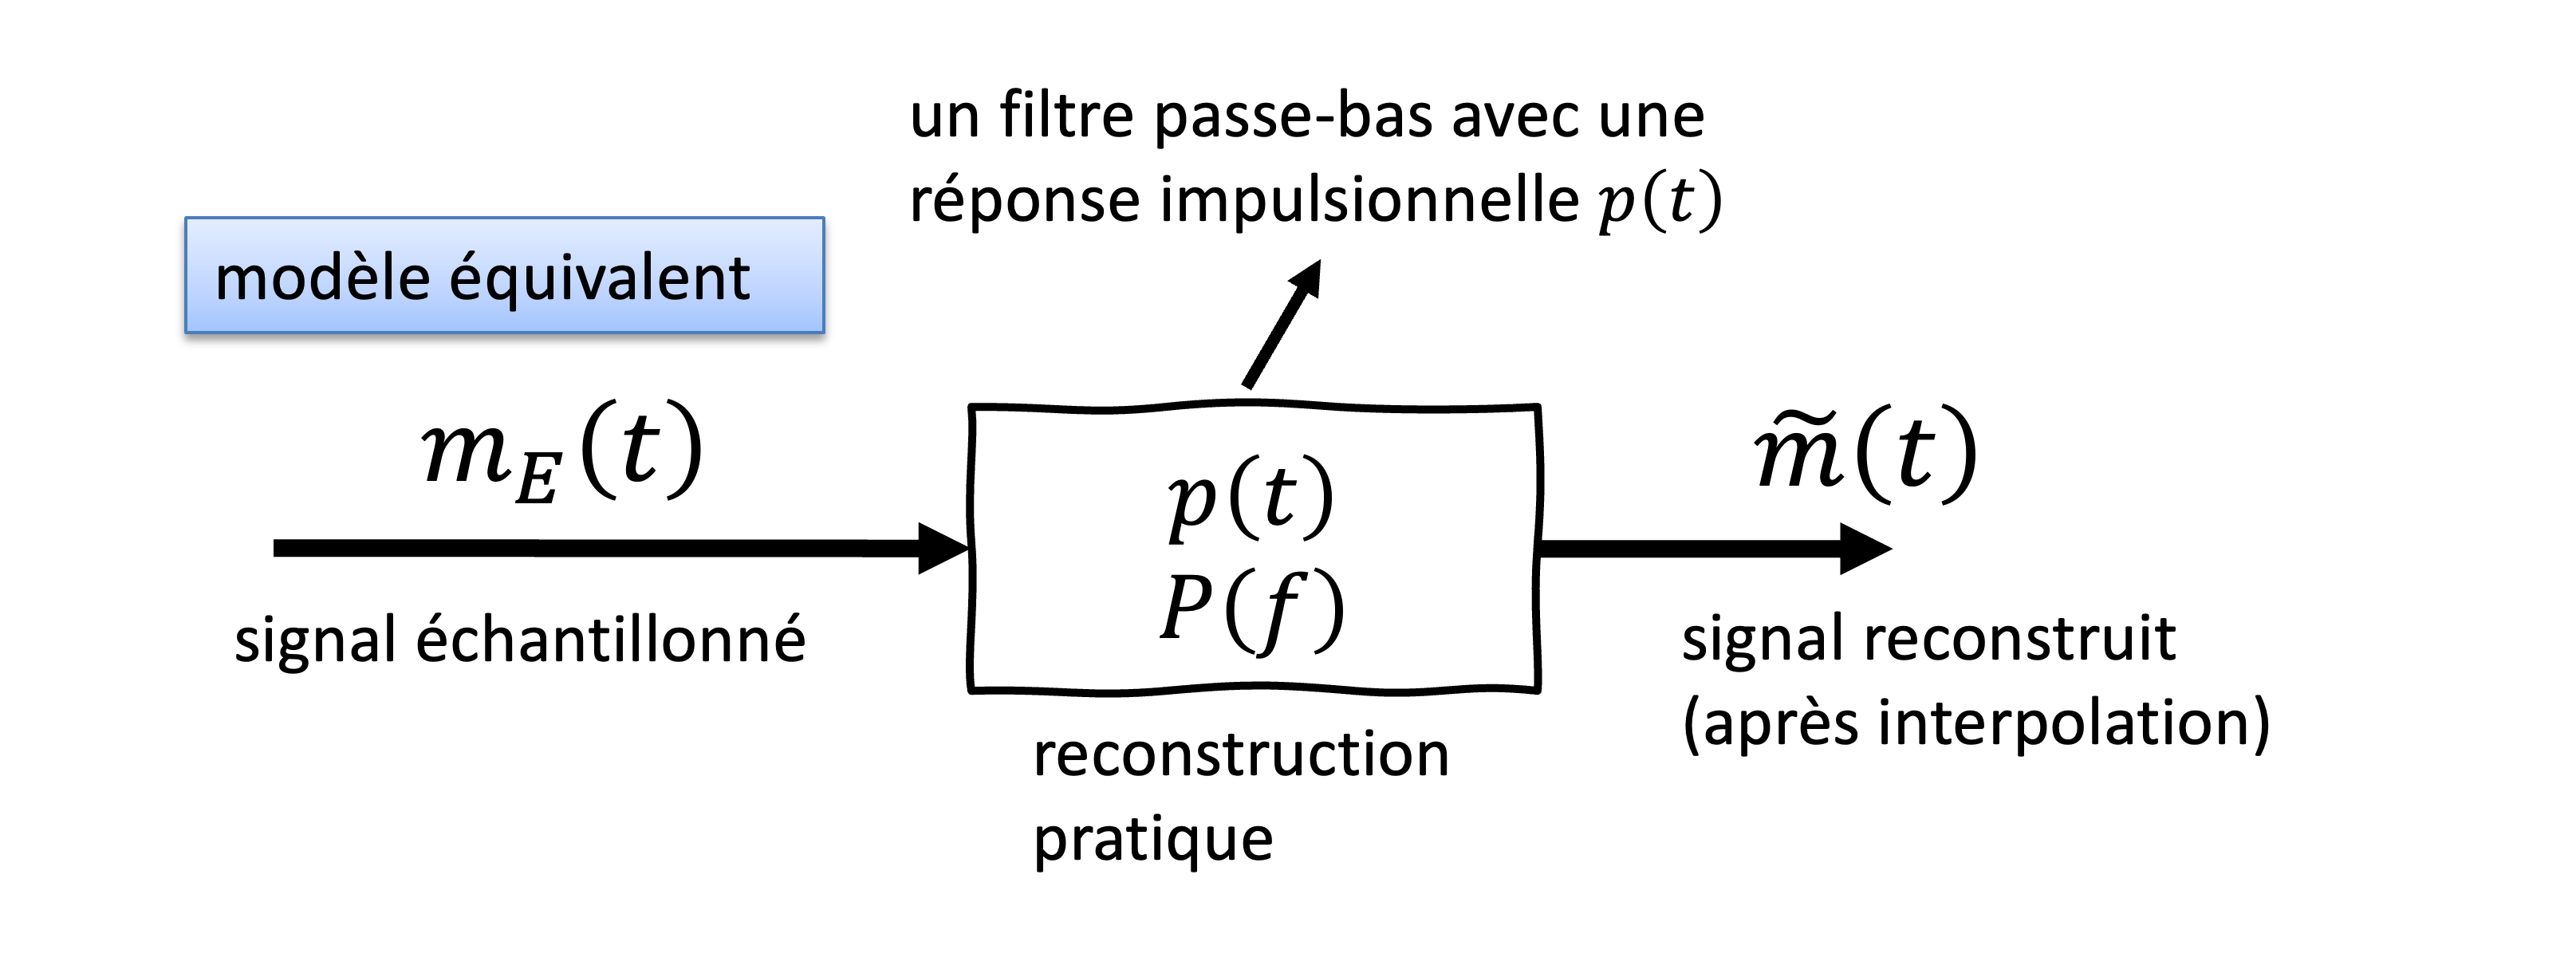 un filtre passe-bas avec une
réponse impulsionnelle p(t)
modèle équivalent
m_E(t)
p(t)
P(f)
m̃(t)
signal échantillonné
signal reconstruit
(après interpolation)
reconstruction
pratique